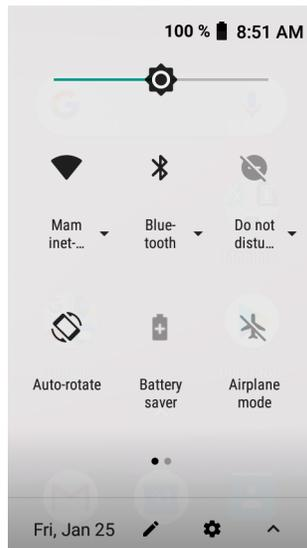 100 % 8:51 AM
Mam
inet-...
Blue-
tooth
Do not
distu...
Auto-rotate
Battery
saver
Airplane
mode
Fri, Jan 25